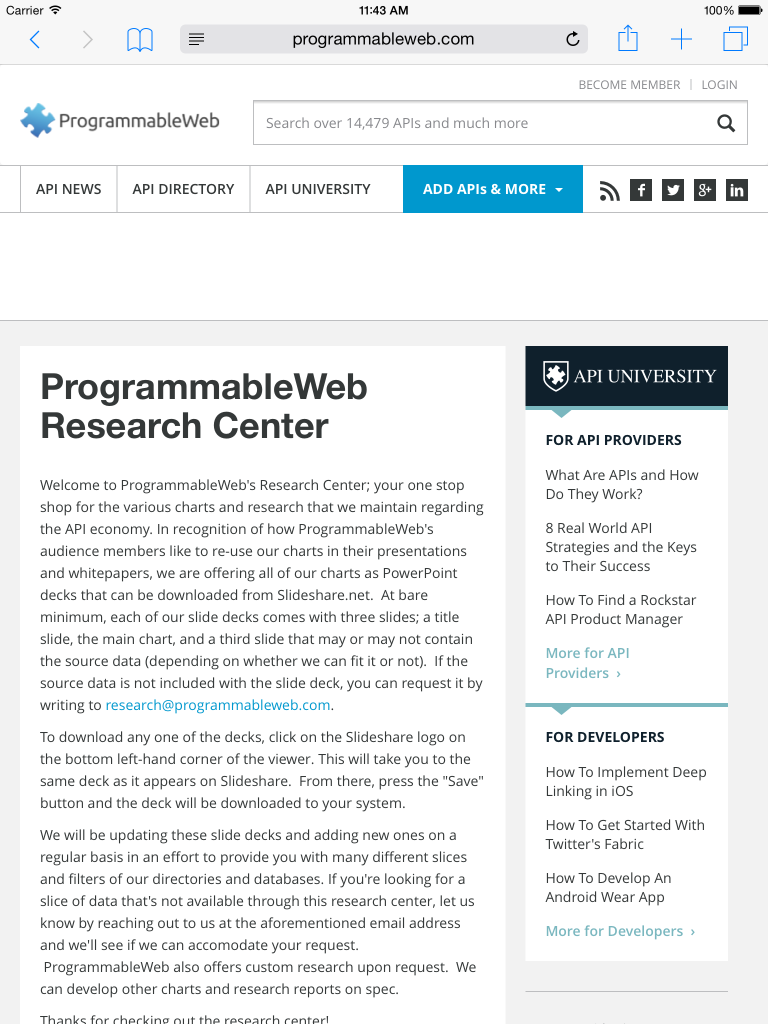 Carrier 11:43 AM 100%
programmableweb.com
BECOME MEMBER | LOGIN
ProgrammableWeb
Search over 14,479 APIs and much more
API NEWS API DIRECTORY API UNIVERSITY ADD APIs & MORE
ProgrammableWeb
Research Center
Welcome to ProgrammableWeb's Research Center; your one stop
shop for the various charts and research that we maintain regarding
the API economy. In recognition of how ProgrammableWeb's
audience members like to re-use our charts in their presentations
and whitepapers, we are offering all of our charts as PowerPoint
decks that can be downloaded from Slideshare.net.  At bare
minimum, each of our slide decks comes with three slides; a title
slide, the main chart, and a third slide that may or may not contain
the source data (depending on whether we can fit it or not).  If the
source data is not included with the slide deck, you can request it by
writing to research@programmableweb.com.
To download any one of the decks, click on the Slideshare logo on
the bottom left-hand corner of the viewer. This will take you to the
same deck as it appears on Slideshare.  From there, press the "Save"
button and the deck will be downloaded to your system.
We will be updating these slide decks and adding new ones on a
regular basis in an effort to provide you with many different slices
and filters of our directories and databases. If you're looking for a
slice of data that's not available through this research center, let us
know by reaching out to us at the aforementioned email address
and we'll see if we can accomodate your request.
ProgrammableWeb also offers custom research upon request.  We
can develop other charts and research reports on spec.
Thanks for checking out the research center!
API UNIVERSITY
FOR API PROVIDERS
What Are APIs and How
Do They Work?
8 Real World API
Strategies and the Keys
to Their Success
How To Find a Rockstar
API Product Manager
More for API
Providers ›
FOR DEVELOPERS
How To Implement Deep
Linking in iOS
How To Get Started With
Twitter's Fabric
How To Develop An
Android Wear App
More for Developers ›